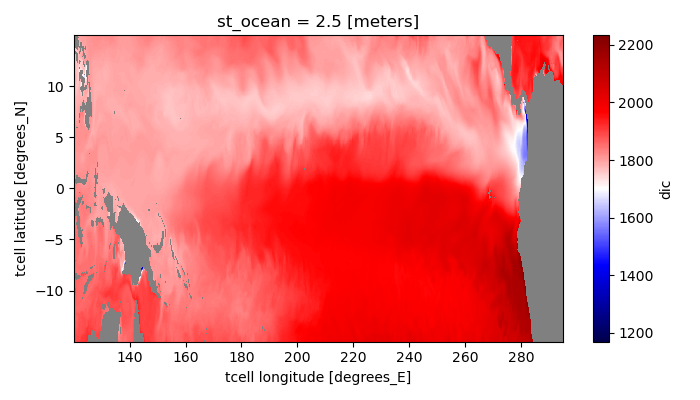 st_ocean = 2.5 [meters]
10
5
0
−5
−10
tcell latitude [degrees_N]
140 160 180 200 220 240 260 280
tcell longitude [degrees_E]
2200
2000
1800
1600
1400
1200
dic